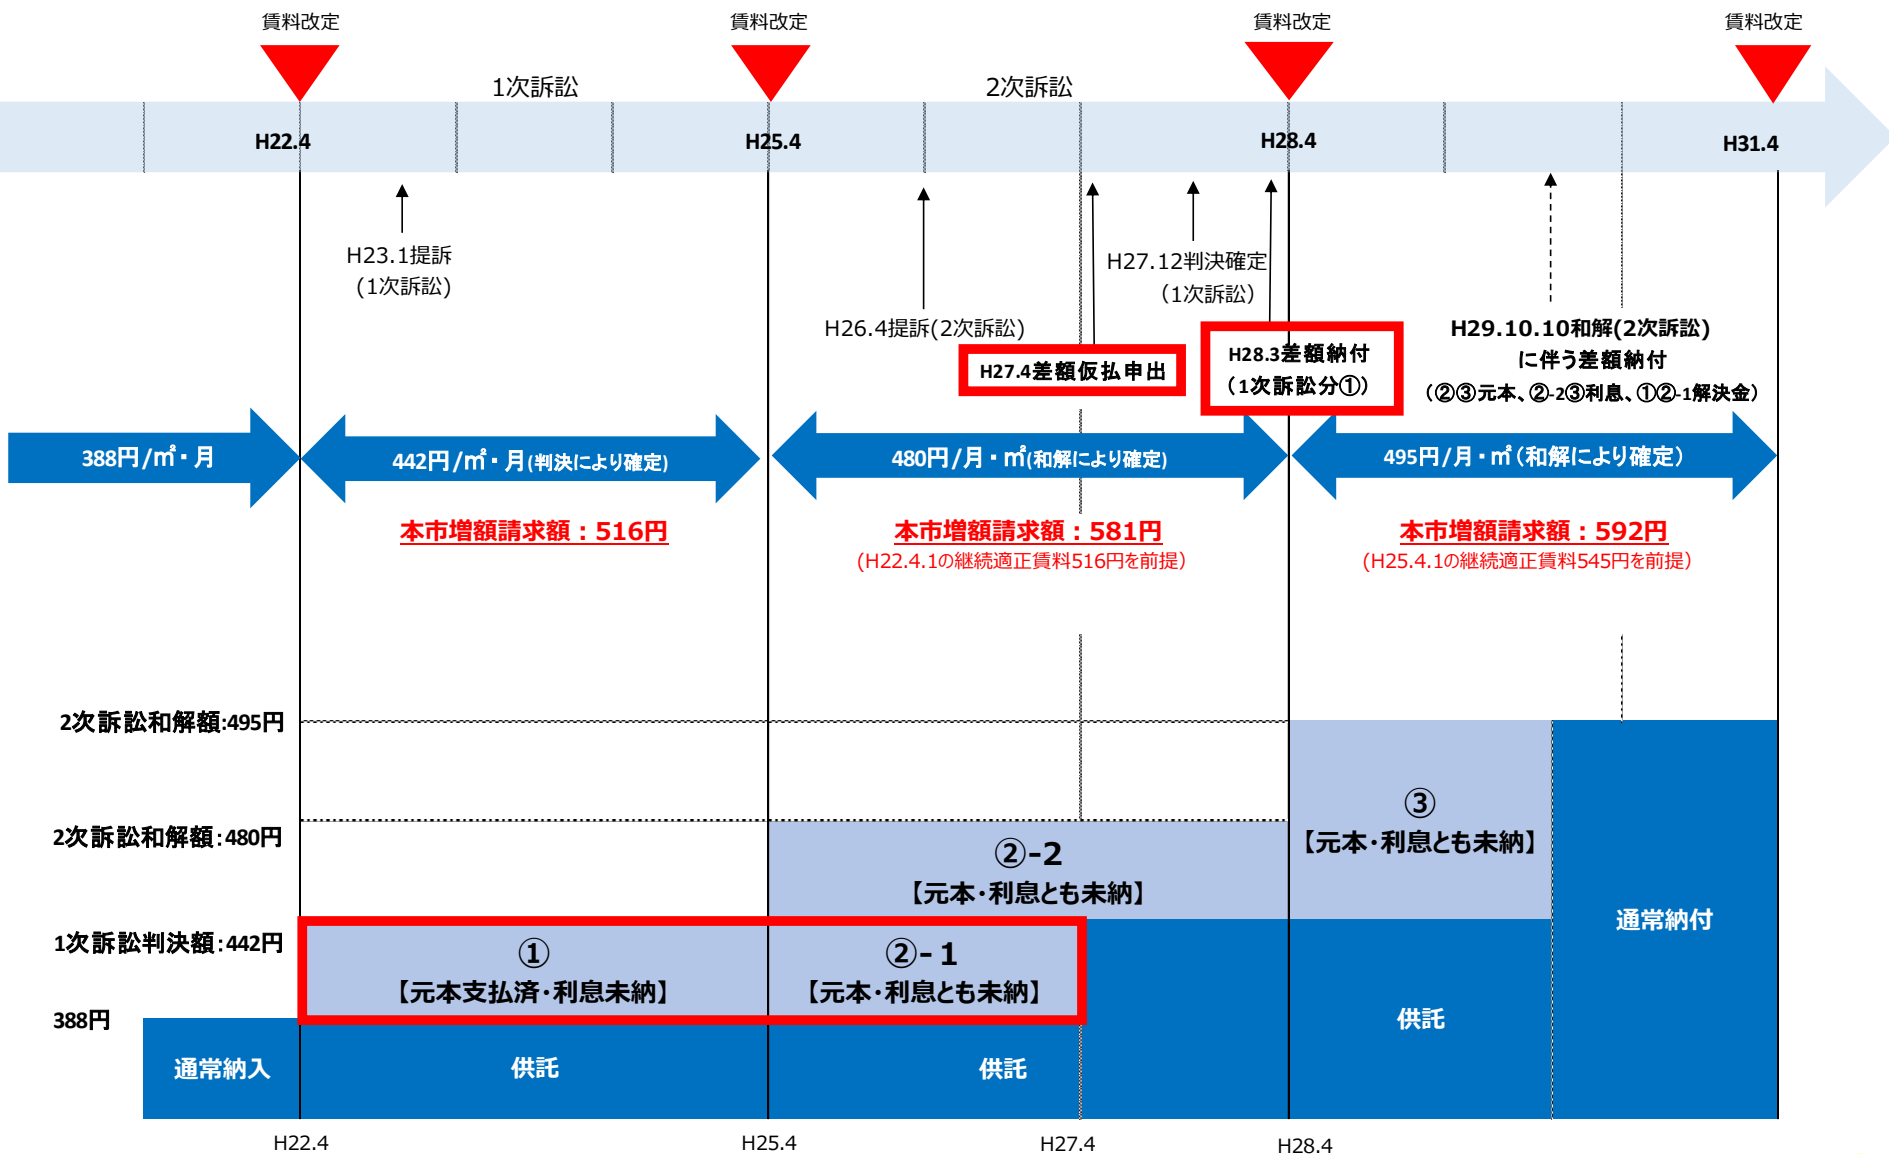 賃料改定
賃料改定
賃料改定
賃料改定
1次訴訟
2次訴訟
H22.4
H25.4
H28.4
H31.4
H23.1提訴
(1次訴訟)
H26.4提訴(2次訴訟)
H27.4差額仮払申出
H27.12判決確定
(1次訴訟)
H28.3差額納付
(1次訴訟分①)
H29.10.10和解(2次訴訟)
に伴う差額納付
(②③元本、②-2③利息、①②-1解決金)
388円/㎡・月
442円/㎡・月(判決により確定)
480円/月・㎡(和解により確定)
495円/月・㎡(和解により確定)
本市増額請求額：516円
本市増額請求額：581円
(H22.4.1の継続適正賃料516円を前提)
本市増額請求額：592円
(H25.4.1の継続適正賃料545円を前提)
2次訴訟和解額:495円
2次訴訟和解額:480円
1次訴訟判決額:442円
388円
③
【元本・利息とも未納】
②-2
【元本・利息とも未納】
①
【元本支払済・利息未納】
②-1
【元本・利息とも未納】
通常納付
供託
通常納入
供託
供託
H22.4
H25.4
H27.4
H28.4